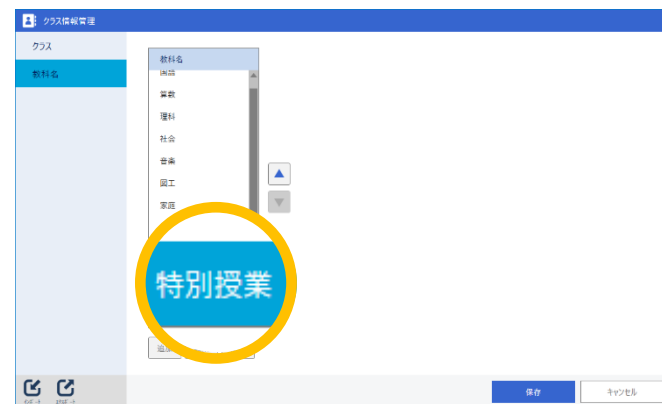 クラス情報管理
クラス
教科名
教科名
国語
算数
理科
社会
音楽
図工
家庭
特別授業
保存
キャンセル